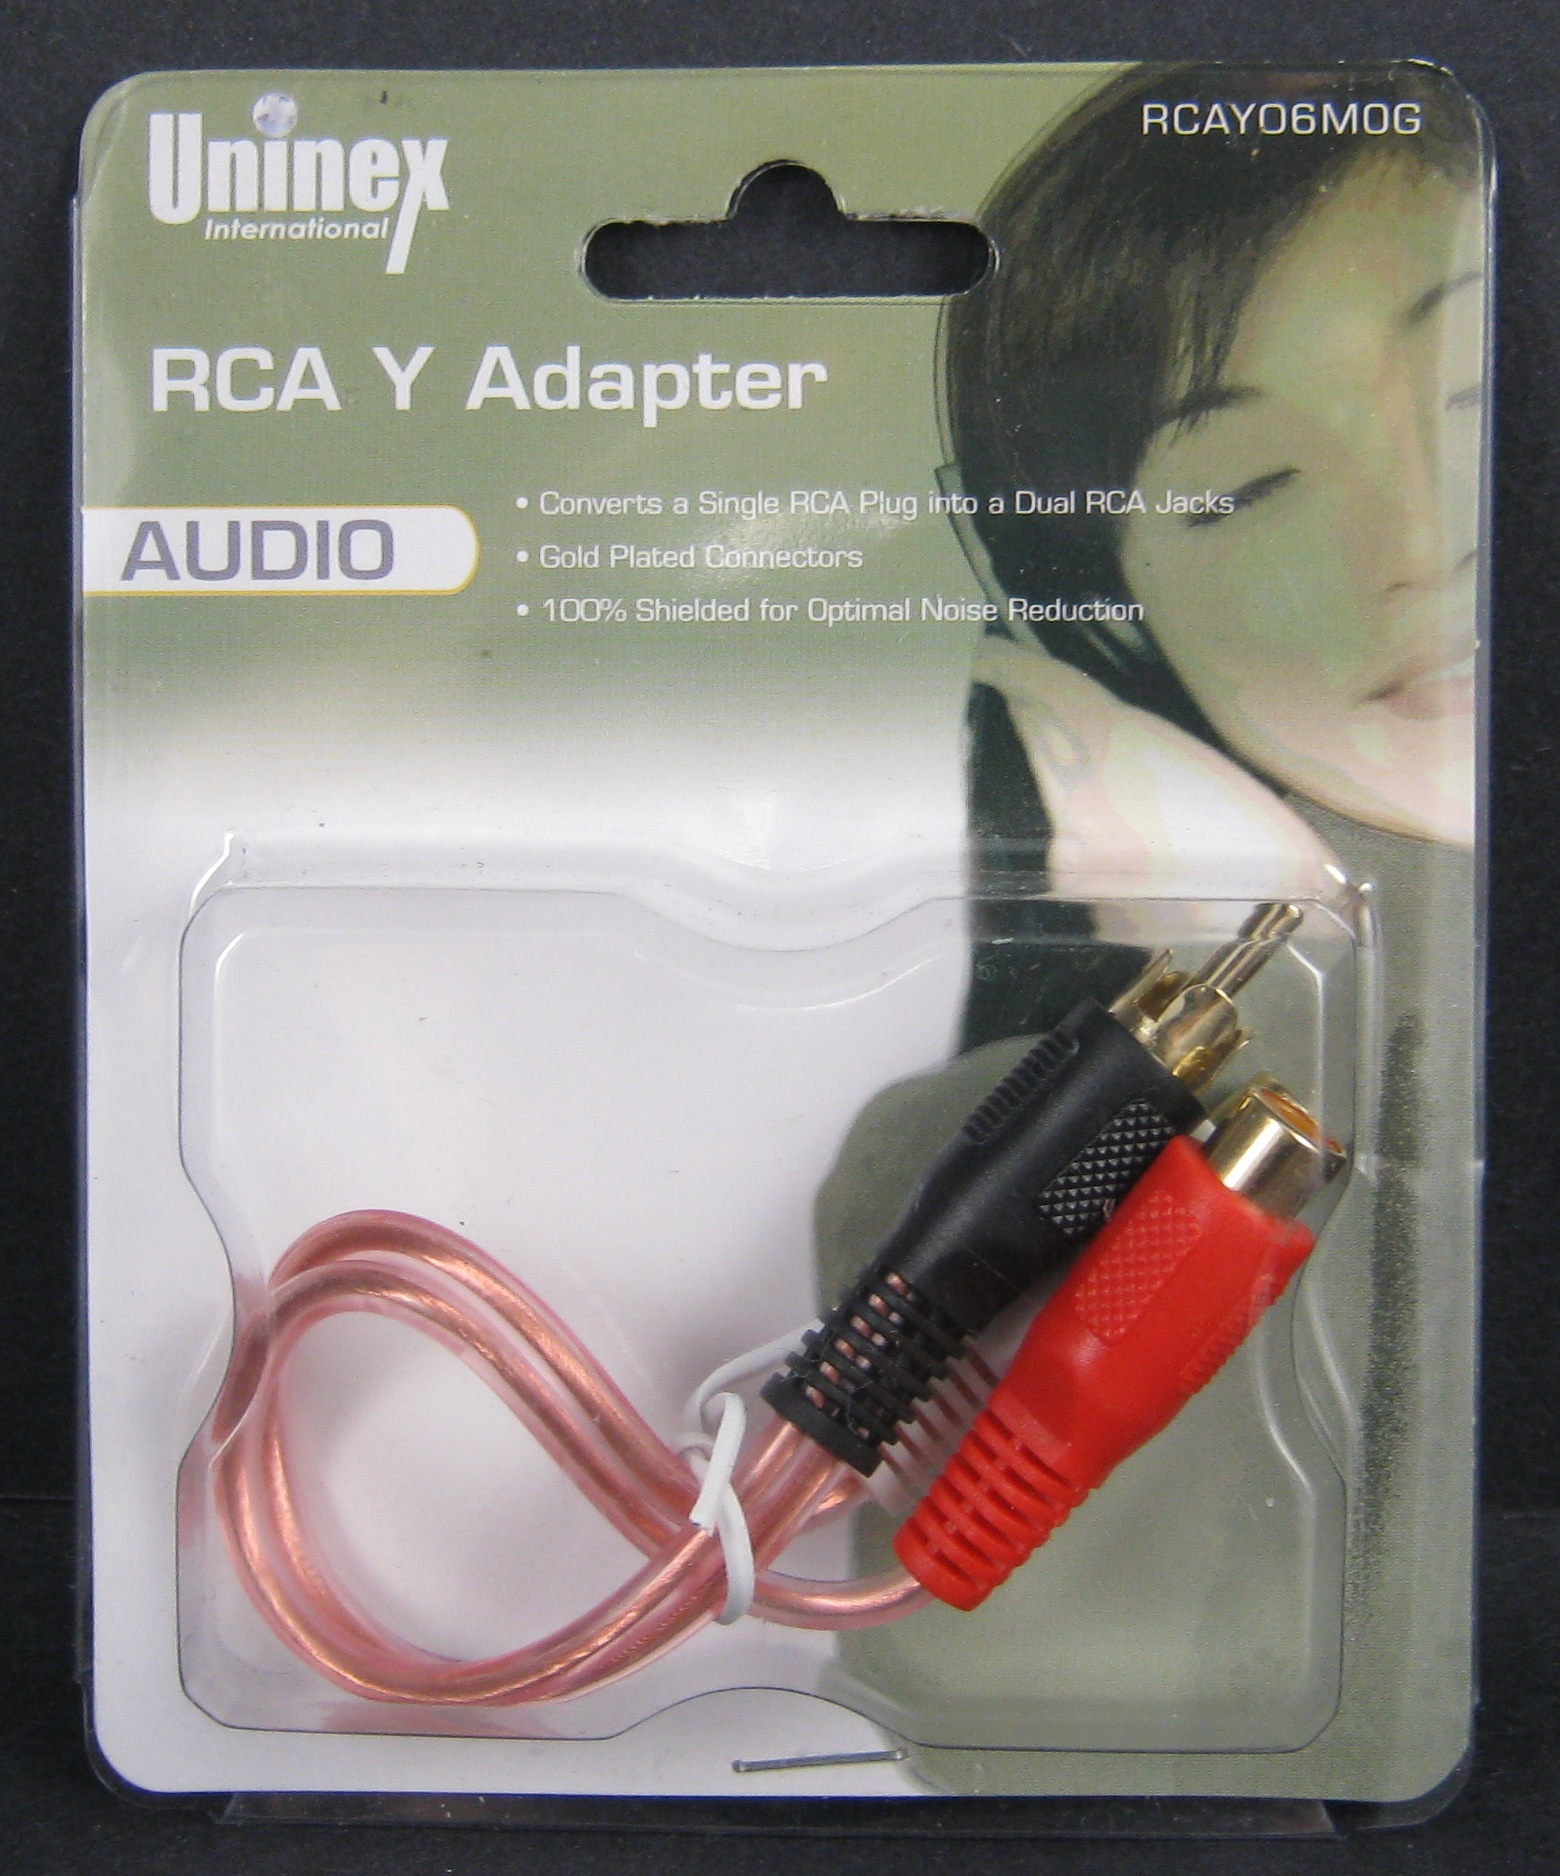 Uninex
International
RCAY06M0G
RCA Y Adapter
AUDIO
• Converts a Single RCA Plug into a Dual RCA Jacks
• Gold Plated Connectors
• 100% Shielded for Optimal Noise Reduction